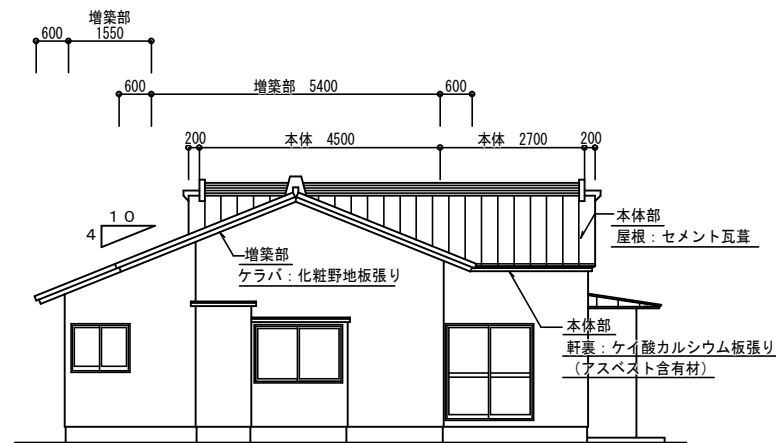 増築部
600 1550
600 増築部 5400 600
200 本体 4500 本体 2700 200
10
4
本体部
屋根：セメント瓦葺
増築部
ケラバ：化粧野地板張り
本体部
軒裏：ケイ酸カルシウム板張り
（アスベスト含有材）